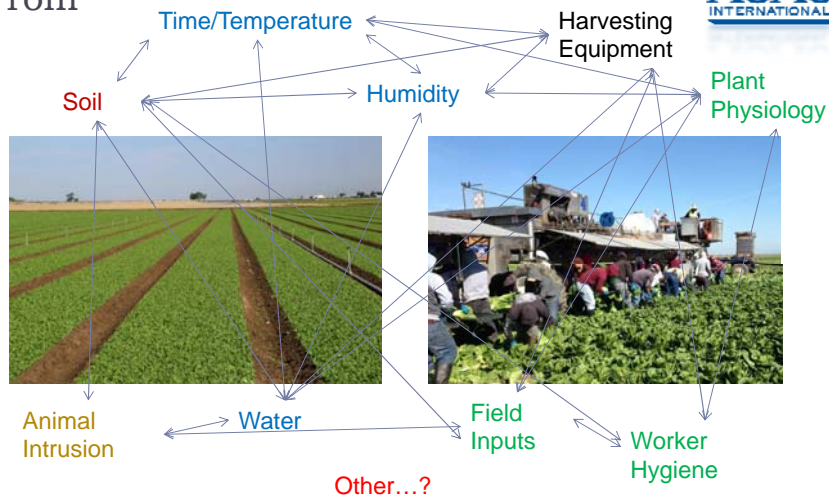 Time/Temperature
Harvesting
Equipment
INTERNATIONAL
Soil
Humidity
Plant
Physiology
Animal
Intrusion
Water
Field
Inputs
Worker
Hygiene
Other...?